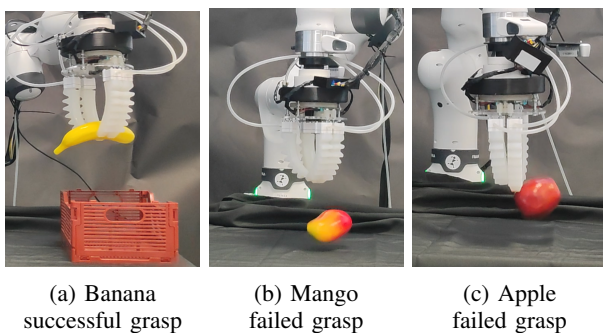 (a) Banana
successful grasp
(b) Mango
failed grasp
(c) Apple
failed grasp